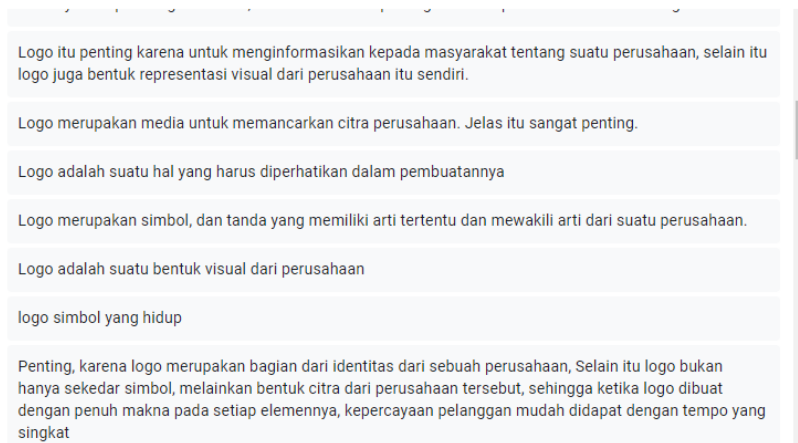 Logo itu penting karena untuk menginformasikan kepada masyarakat tentang suatu perusahaan, selain itu
logo juga bentuk representasi visual dari perusahaan itu sendiri.
Logo merupakan media untuk memancarkan citra perusahaan. Jelas itu sangat penting.
Logo adalah suatu hal yang harus diperhatikan dalam pembuatannya
Logo merupakan simbol, dan tanda yang memiliki arti tertentu dan mewakili arti dari suatu perusahaan.
Logo adalah suatu bentuk visual dari perusahaan
logo simbol yang hidup
Penting, karena logo merupakan bagian dari identitas dari sebuah perusahaan, Selain itu logo bukan
hanya sekedar simbol, melainkan bentuk citra dari perusahaan tersebut, sehingga ketika logo dibuat
dengan penuh makna pada setiap elemennya, kepercayaan pelanggan mudah didapat dengan tempo yang
singkat